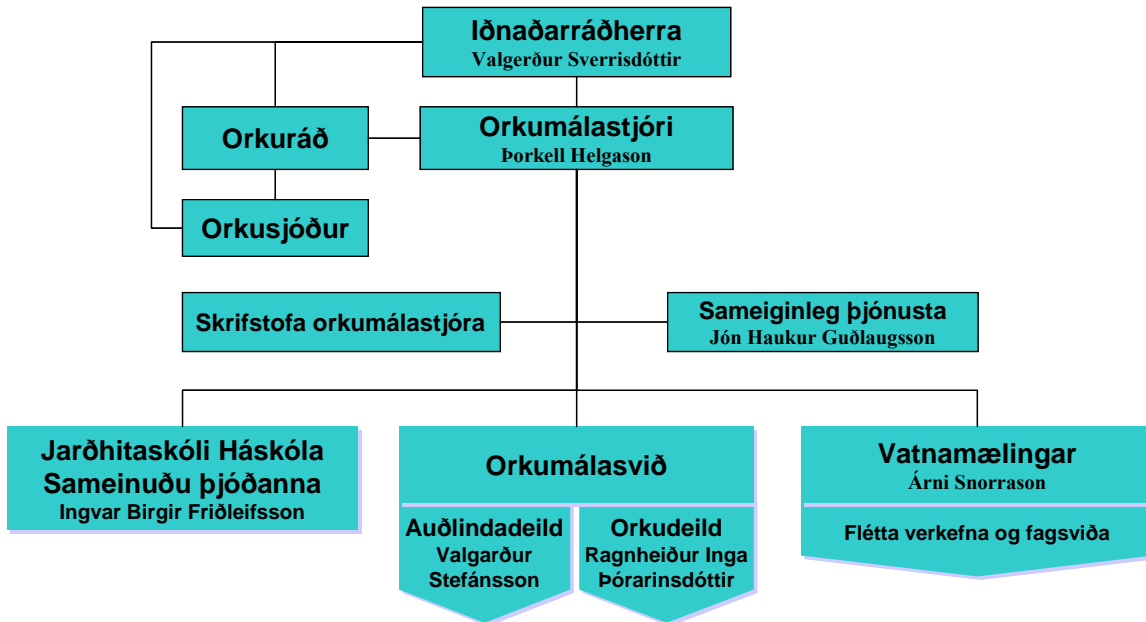 Iðnaðarráðherra
Valgerður Sverrisdóttir
Orkuráð
Orkumálastjóri
Þorkell Helgason
Orkusjóður
Skrifstofa orkumálastjóra
Sameiginleg þjónusta
Jón Haukur Guðlaugsson
Jarðhitaskóli Háskóla
Sameinuðu þjóðanna
Ingvar Birgir Friðleifsson
Orkumálasvið
Auðlindadeild
Valgarður
Stefánsson
Orkudeild
Ragnheiður Inga
Þórarinsdóttir
Vatnamælingar
Árni Snorrason
Flétta verkefna og fagsviða